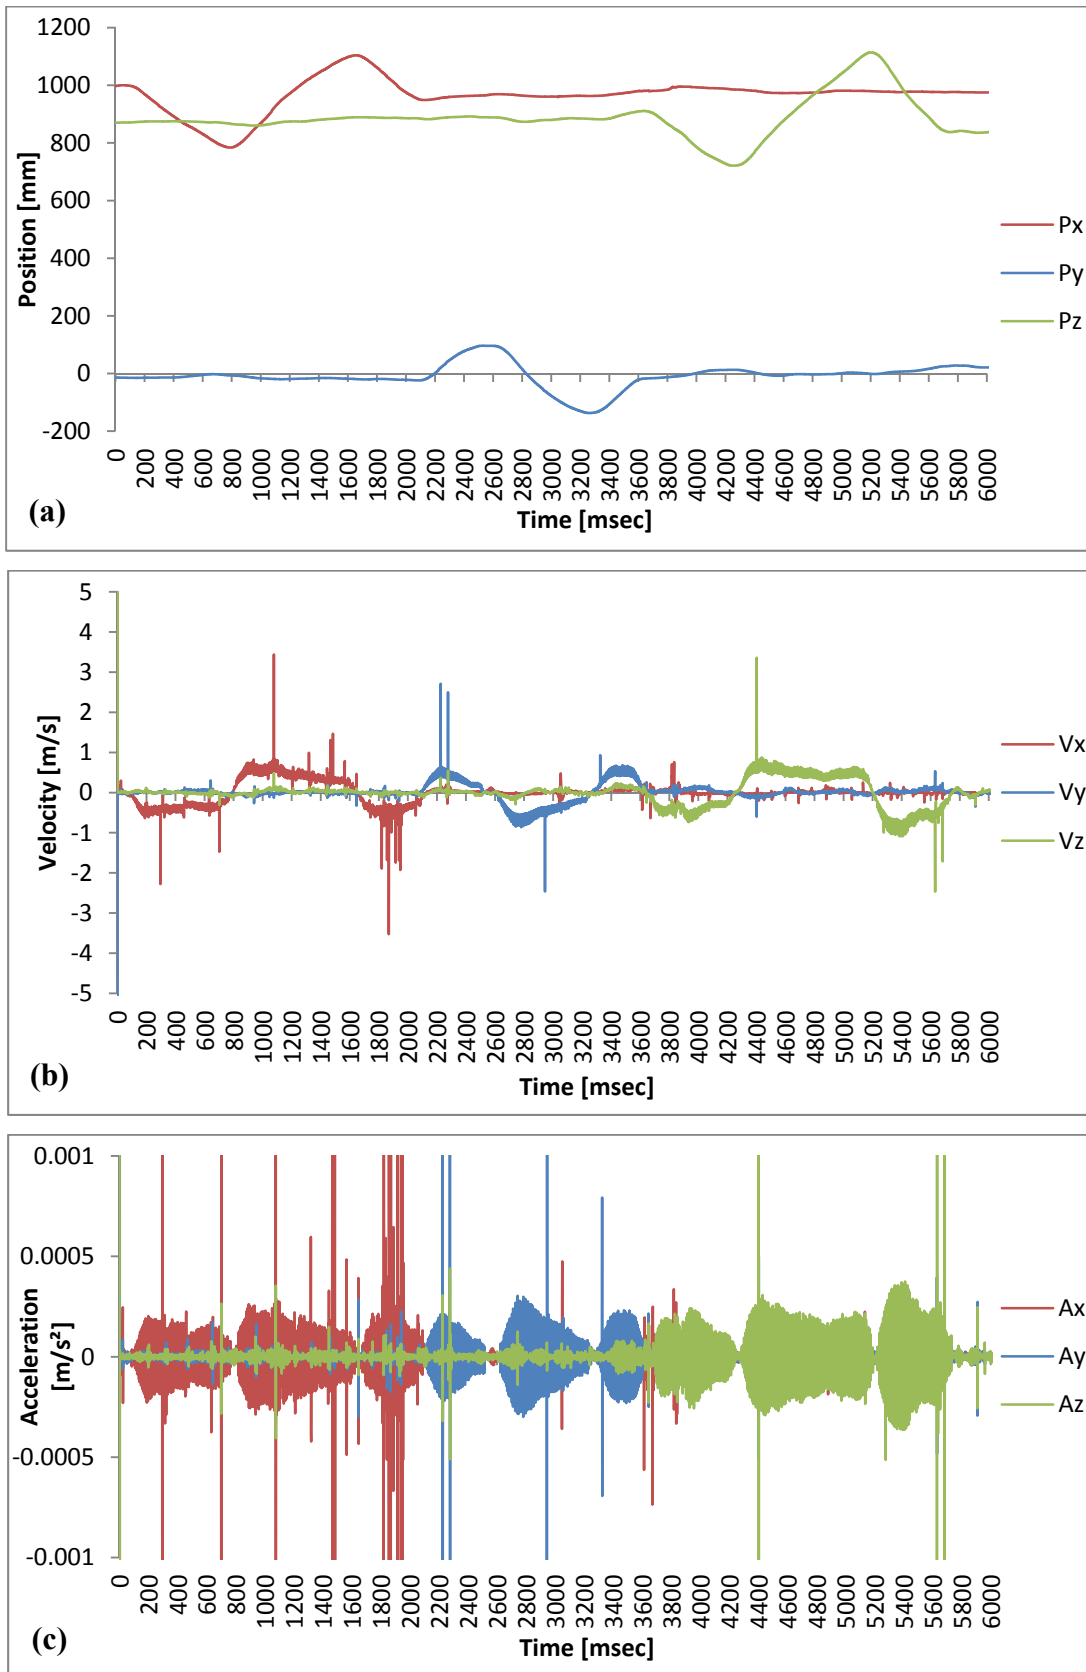 1200
1000
800
600
400
200
0
-200
Position [mm]
Px
Py
Pz
0 200 400 600 800 1000 1200 1400 1600 1800 2000 2200 2400 2600 2800 3000 3200 3400 3600 3800 4000 4200 4400 4600 4800 5000 5200 5400 5600 5800 6000
(a)
Time [msec]
5
4
3
2
1
0
-1
-2
-3
-4
-5
Velocity [m/s]
Vx
Vy
Vz
0 200 400 600 800 1000 1200 1400 1600 1800 2000 2200 2400 2600 2800 3000 3200 3400 3600 3800 4000 4200 4400 4600 4800 5000 5200 5400 5600 5800 6000
(b)
Time [msec]
0.001
0.0005
0
-0.0005
-0.001
Acceleration
[m/s²]
Ax
Ay
Az
0 200 400 600 800 1000 1200 1400 1600 1800 2000 2200 2400 2600 2800 3000 3200 3400 3600 3800 4000 4200 4400 4600 4800 5000 5200 5400 5600 5800 6000
(c)
Time [msec]